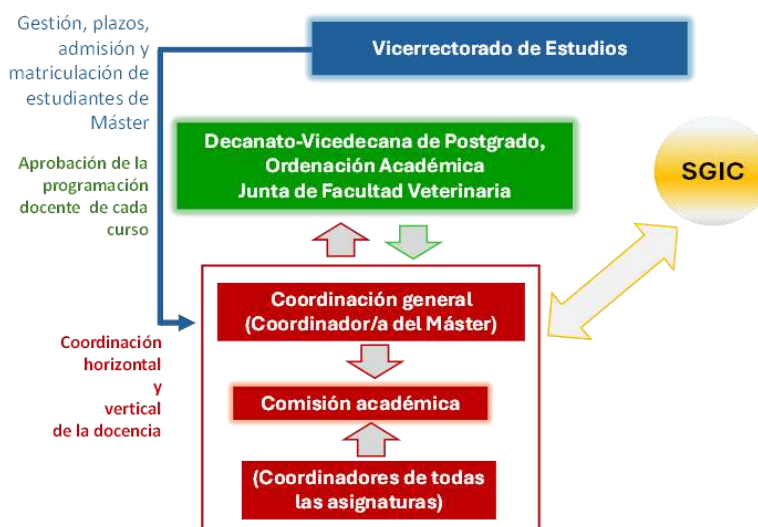 Gestión, plazos,
admisión y
matriculación de
estudiantes de
Máster
Vicerrectorado de Estudios
Aprobación de la
programación
docente de cada
curso
Decanato-Vicedecana de Postgrado,
Ordenación Académica
Junta de Facultad Veterinaria
SGIC
Coordinación general
(Coordinador/a del Máster)
Coordinación
horizontal
y
vertical
de la docencia
Comisión académica
(Coordinadores de todas
las asignaturas)